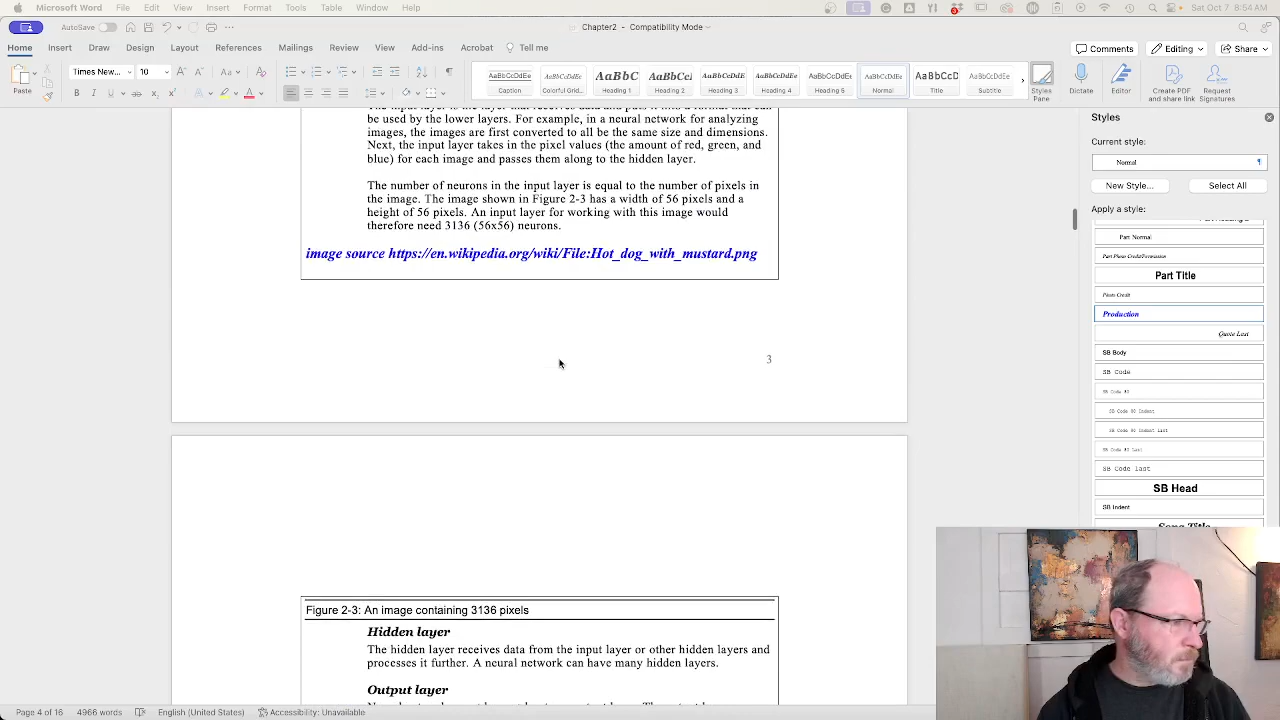 Microsoft Word File Edit View Insert Format Tools Table Window Help Sat Oct 7 8:54 AM
AutoSave Chapter2 - Compatibility Mode
Home Insert Draw Design Layout References Mailings Review View Add-ins Acrobat Tell me Comments Editing Share
Paste Times New... 10 Aa
AaBbCcDdEe AaBbCcDdEe AaBbC AaBbCc AaBbCcDdE AaBbCcDdEe AaBbCcDdEe AaBbCcDdEe AaBbCcD AaBbCcDdEe
Caption Colorful Grid... Heading 1 Heading 2 Heading 3 Heading 4 Heading 5 Normal Title Subtitle
Styles Pane Dictate Editor Create PDF and share link Request Signatures
be used by the lower layers. For example, in a neural network for analyzing
images, the images are first converted to all be the same size and dimensions.
Next, the input layer takes in the pixel values (the amount of red, green, and
blue) for each image and passes them along to the hidden layer.
The number of neurons in the input layer is equal to the number of pixels in
the image. The image shown in Figure 2-3 has a width of 56 pixels and a
height of 56 pixels. An input layer for working with this image would
therefore need 3136 (56x56) neurons.
image source https://en.wikipedia.org/wiki/File:Hot_dog_with_mustard.png
3
Figure 2-3: An image containing 3136 pixels
Hidden layer
The hidden layer receives data from the input layer or other hidden layers and
processes it further. A neural network can have many hidden layers.
Output layer
Styles
Current style:
Normal
New Style... Select All
Apply a style:
Part Normal
Part Photo Credit/Permission
Part Title
Photo Credit
Production
Quote Last
SB Body
SB Code
SB Code 80
SB Code 80 Indent
SB Code 80 Indent List
SB Code 80 Last
SB Code last
SB Head
SB Indent
Page 4 of 16 4966 words English (United States) Accessibility: Unavailable